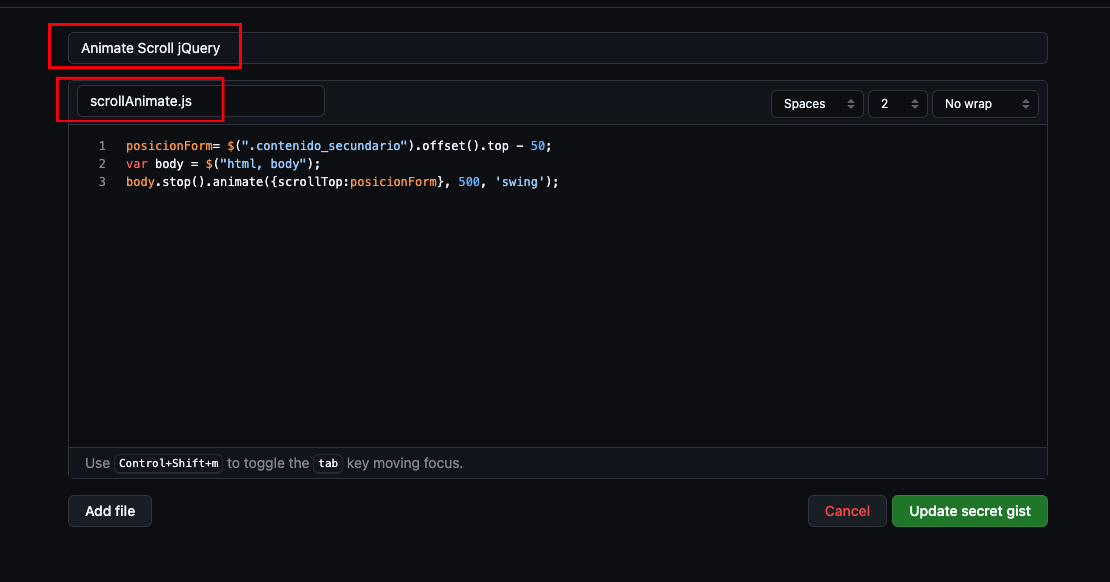 Animate Scroll jQuery
scrollAnimate.js
Spaces
2
No wrap
1 posicionForm= $(".contenido_secundario").offset().top - 50;
2 var body = $("html, body");
3 body.stop().animate({scrollTop:posicionForm}, 500, 'swing');
Use Control+Shift+m to toggle the tab key moving focus.
Add file
Cancel
Update secret gist